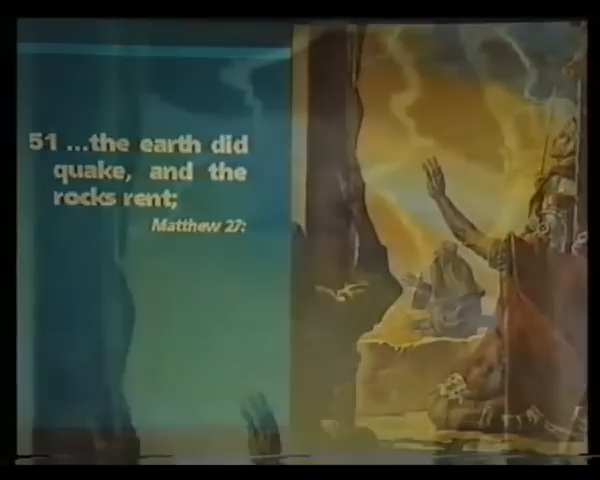 51 ...the earth did
quake, and the
rocks rent;
Matthew 27: